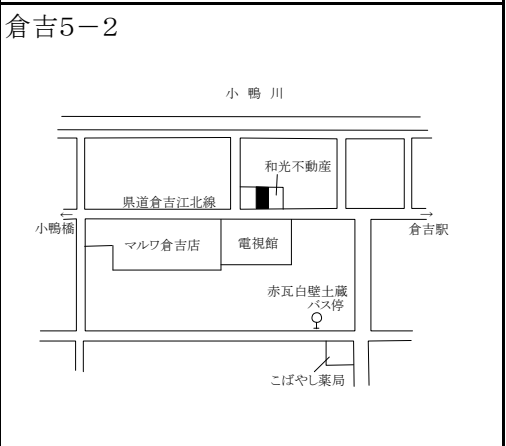 倉吉5－2
小 鴨 川
和光不動産
県道倉吉江北線
小鴨橋
倉吉駅
マルワ倉吉店
電視館
赤瓦白壁土蔵
バス停
こばやし薬局